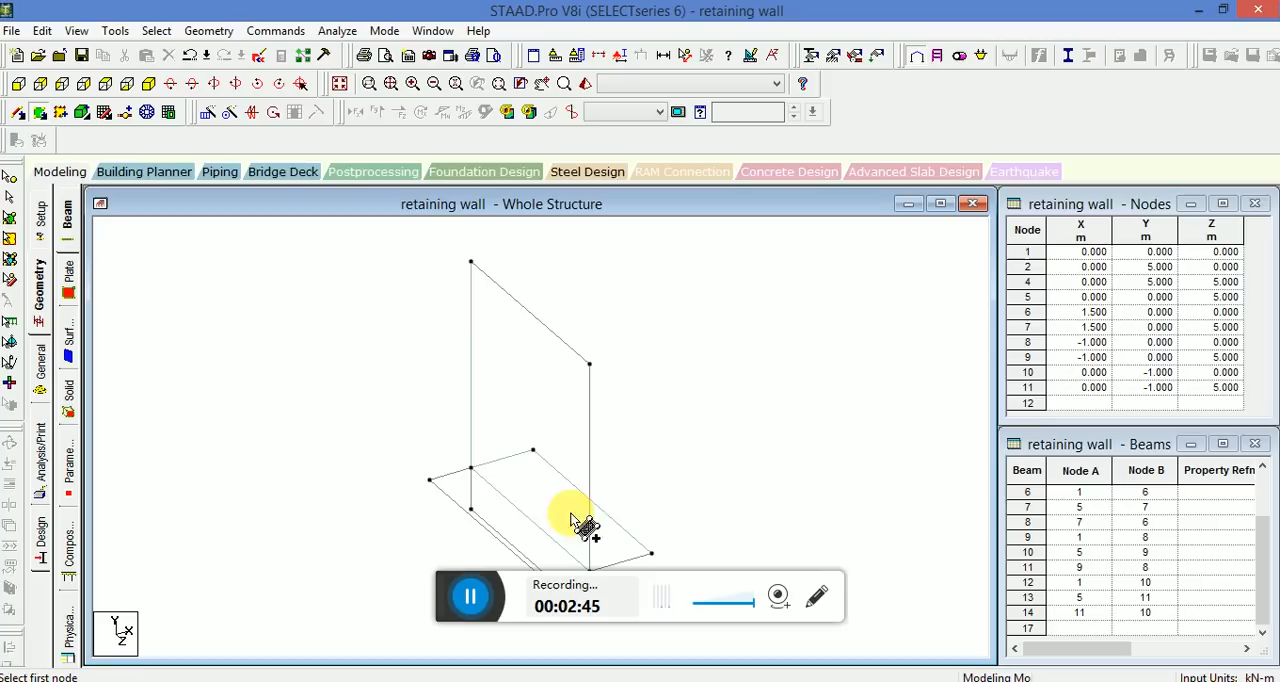 STAAD.Pro V8i (SELECTseries 6) - retaining wall
File Edit View Tools Select Geometry Commands Analyze Mode Window Help
Modeling Building Planner Piping Bridge Deck Postprocessing Foundation Design Steel Design RAM Connection Concrete Design Advanced Slab Design Earthquake
Setup
Geometry
General
Analysis/Print
Design
Beam
Plate
Surf...
Solid
Parame...
Compos...
Physica...
retaining wall - Whole Structure
Y
X
Z
Recording...
00:02:45
retaining wall - Nodes
Node X m Y m Z m
1 0.000 0.000 0.000
2 0.000 5.000 0.000
4 0.000 5.000 5.000
5 0.000 0.000 5.000
6 1.500 0.000 0.000
7 1.500 0.000 5.000
8 -1.000 0.000 0.000
9 -1.000 0.000 5.000
10 0.000 -1.000 0.000
11 0.000 -1.000 5.000
12
retaining wall - Beams
Beam Node A Node B Property Refn
6 1 6
7 5 7
8 7 6
9 1 8
10 5 9
11 9 8
12 1 10
13 5 11
14 11 10
17
Select first node
Modeling Mo
Input Units: kN-m